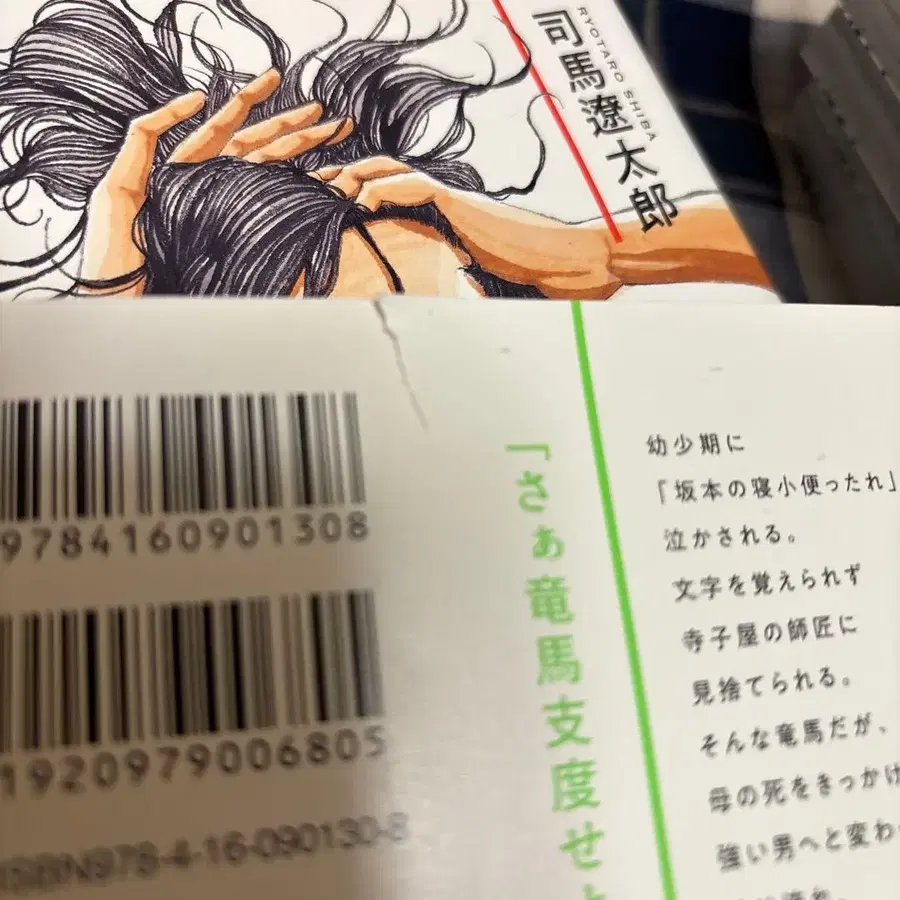 RYOTARO SHIBA
司馬遼太郎
9784160901308
1920979006805
ISBN978-4-16-090130-8
「さぁ竜馬支度せ
幼少期に
「坂本の寝小便ったれ」
泣かされる。
文字を覚えられず
寺子屋の師匠に
見捨てられる。
そんな竜馬だが、
母の死をきっかけ
強い男へと変わ